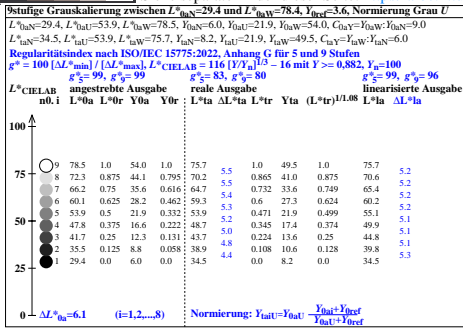 9stufige Grauskalierung zwischen L*0aN=29.4 und L*0aW=78.4, Y0ref=3.6, Normierung Grau U
L*0aN=29.4, L*0aU=53.9, L*0aW=78.5, Y0aN=6.0, Y0aU=21.9, Y0aW=54.0, C0aY=Y0aW:Y0aN=9.0
L*taN=34.5, L*taU=53.9, L*taW=75.7, YtaN=8.2, YtaU=21.9, YtaW=49.5, CtaY=YtaW:YtaN=6.0
Regularitätsindex nach ISO/IEC 15775:2022, Anhang G für 5 und 9 Stufen
g* = 100 [ΔL*min] / [ΔL*max], L*CIELAB = 116 [Y/Yn]1/3 − 16 mit Y >= 0,882, Yn=100
g*5= 99, g*9= 99 g*5= 83, g*9= 80 g*5= 99, g*9= 96
L*CIELAB angestrebte Ausgabe reale Ausgabe linearisierte Ausgabe
n0. i L*0a L*0r Y0a Y0r L*ta ΔL*ta L*tr Yta (L*tr)1/1.08 L*la ΔL*la
100
9 78.5 1.0 54.0 1.0 75.7 1.0 49.5 1.0 75.7
5.5 5.2
8 72.3 0.875 44.1 0.795 70.2 0.865 41.0 0.875 70.6
5.5 5.2
7 66.2 0.75 35.6 0.616 64.7 0.732 33.6 0.749 65.4
5.4 5.2
6 60.1 0.625 28.2 0.462 59.3 0.6 27.3 0.624 60.2
5.3 5.2
5 53.9 0.5 21.9 0.332 53.9 0.471 21.9 0.499 55.1
5.2 5.1
4 47.8 0.375 16.6 0.222 48.7 0.345 17.4 0.374 49.9
5.0 5.1
3 41.7 0.25 12.3 0.131 43.7 0.224 13.6 0.25 44.8
4.8 5.1
2 35.5 0.125 8.8 0.058 38.9 0.108 10.6 0.128 39.8
4.4 5.3
1 29.4 0.0 6.0 0.0 34.5 0.0 8.2 0.0 34.5
75
50
25
0
ΔL*0a=6.1 (i=1,2,...,8) Normierung: YtaiU=Y0aU Y0ai+Y0ref
Y0aU+Y0ref